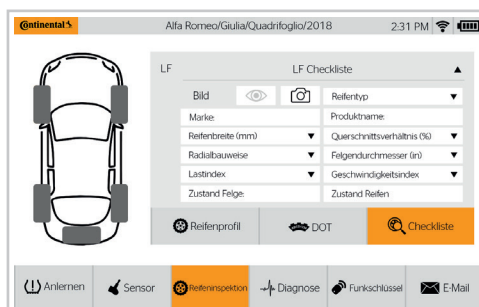 Continental Alfa Romeo/Giulia/Quadrifoglio/2018 2:31 PM
LF LF Checkliste
Bild Reifentyp
Marke: Produktname:
Reifenbreite (mm) Querschnittsverhältnis (%)
Radialbauweise Felgendurchmesser (in)
Lastindex Geschwindigkeitsindex
Zustand Felge: Zustand Reifen
Reifenprofil DOT Checkliste
Anlernen Sensor Reifeninspektion Diagnose Funkschlüssel E-Mail